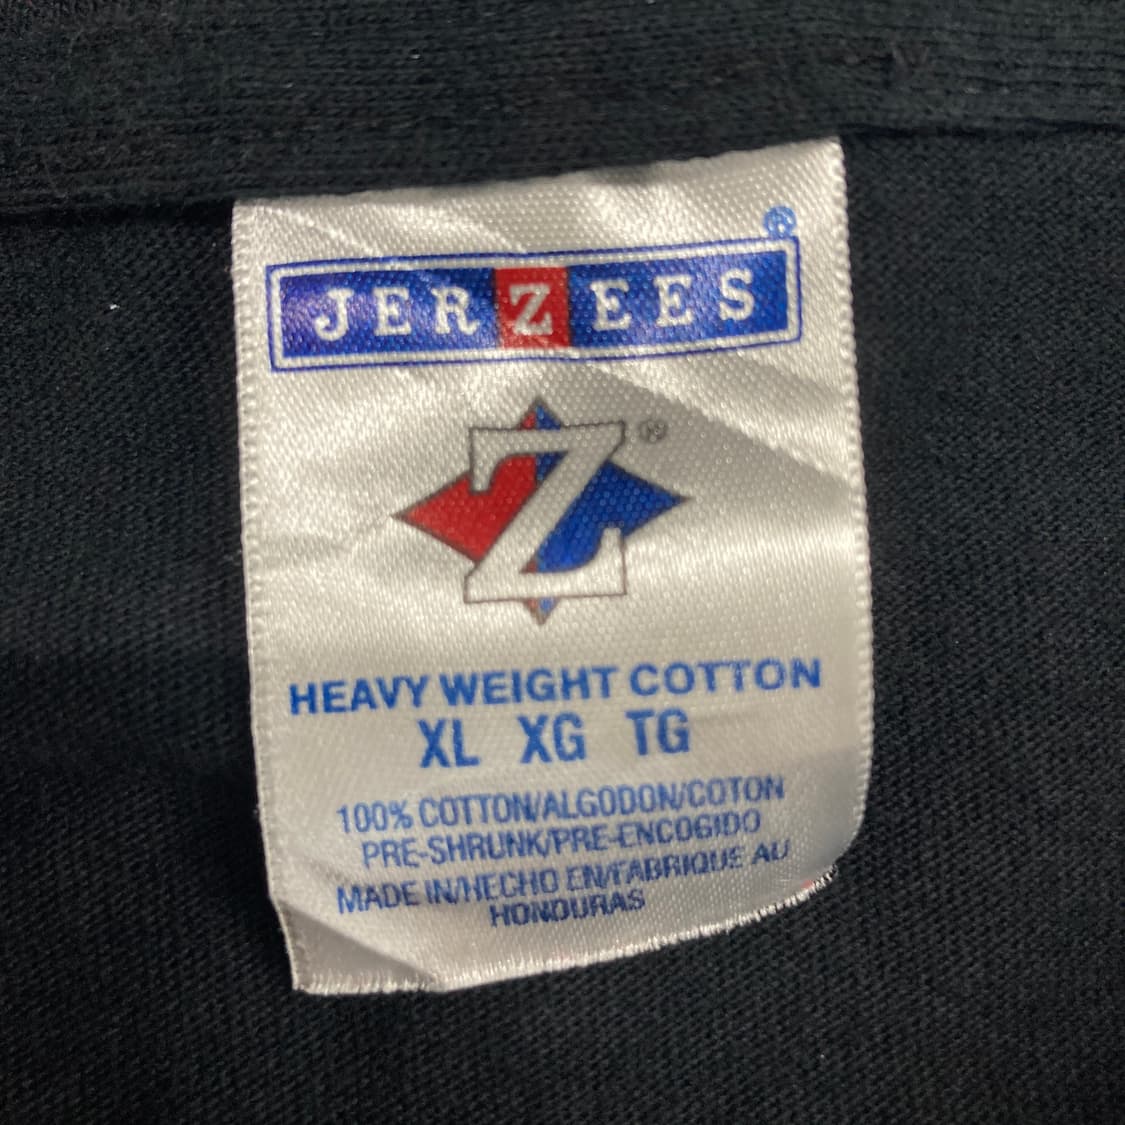 JERZEES®
Z®
HEAVY WEIGHT COTTON
XL XG TG
100% COTTON/ALGODON/COTON
PRE-SHRUNK/PRE-ENCOGIDO
MADE IN/HECHO EN/FABRIQUE AU
HONDURAS